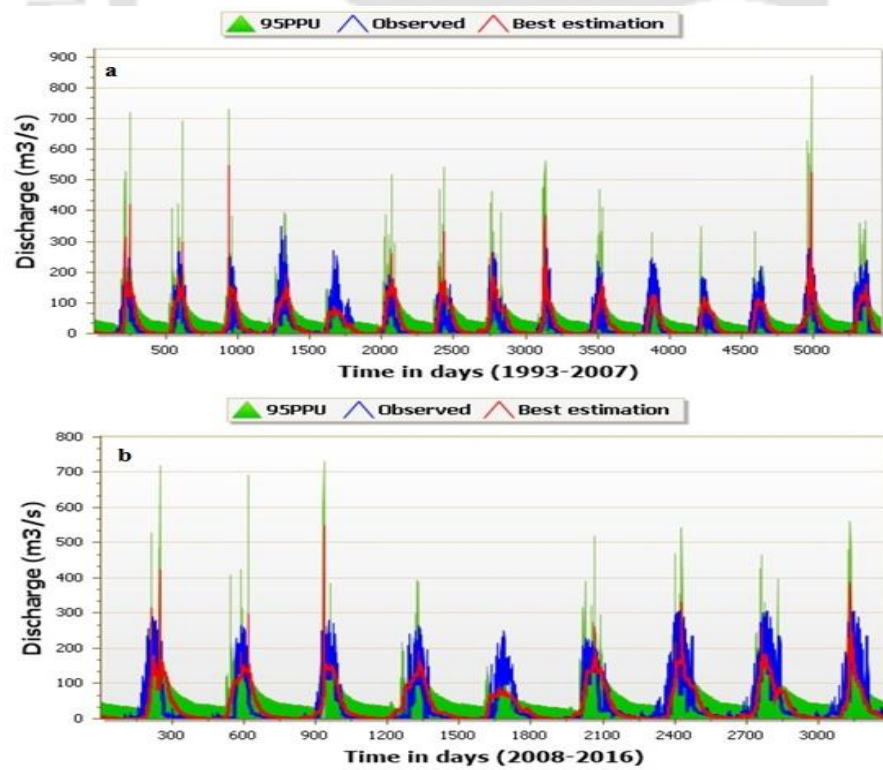 95PPU Observed Best estimation
a
900
800
700
600
500
400
300
200
100
0
Discharge (m3/s)
500 1000 1500 2000 2500 3000 3500 4000 4500 5000
Time in days (1993-2007)
95PPU Observed Best estimation
b
800
700
600
500
400
300
200
100
0
Discharge (m3/s)
300 600 900 1200 1500 1800 2100 2400 2700 3000
Time in days (2008-2016)